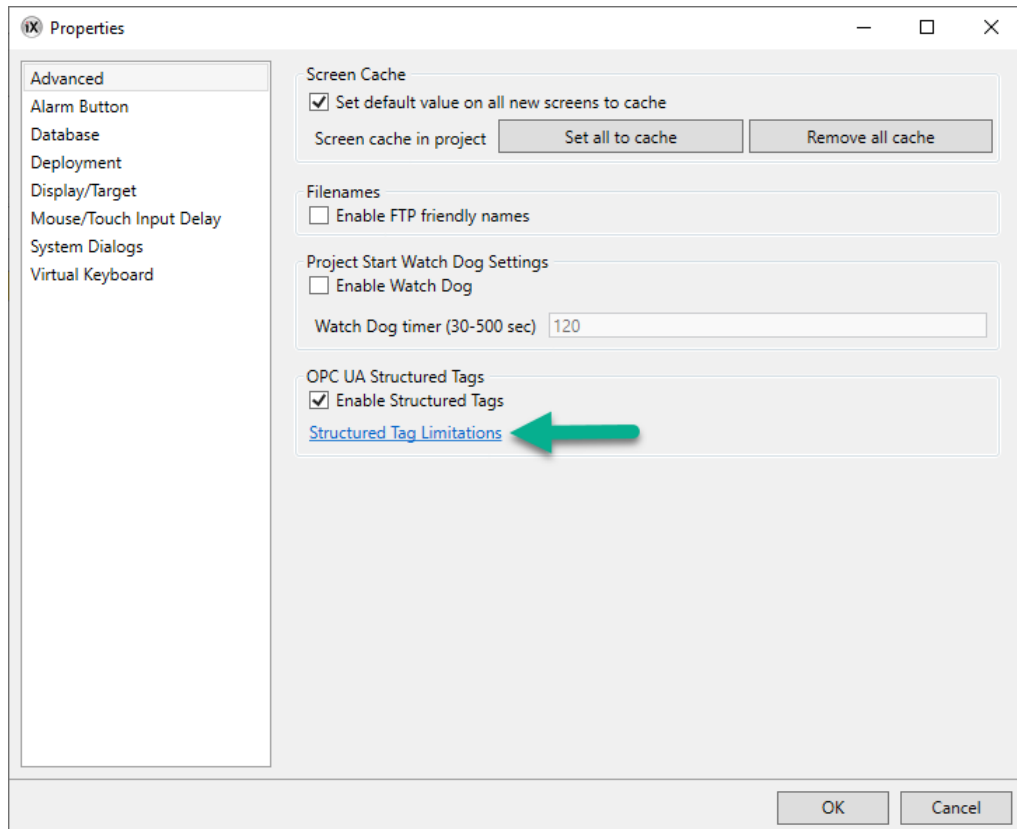 iX Properties
Advanced
Alarm Button
Database
Deployment
Display/Target
Mouse/Touch Input Delay
System Dialogs
Virtual Keyboard
Screen Cache
Set default value on all new screens to cache
Screen cache in project Set all to cache Remove all cache
Filenames
Enable FTP friendly names
Project Start Watch Dog Settings
Enable Watch Dog
Watch Dog timer (30-500 sec) 120
OPC UA Structured Tags
Enable Structured Tags
Structured Tag Limitations
OK Cancel